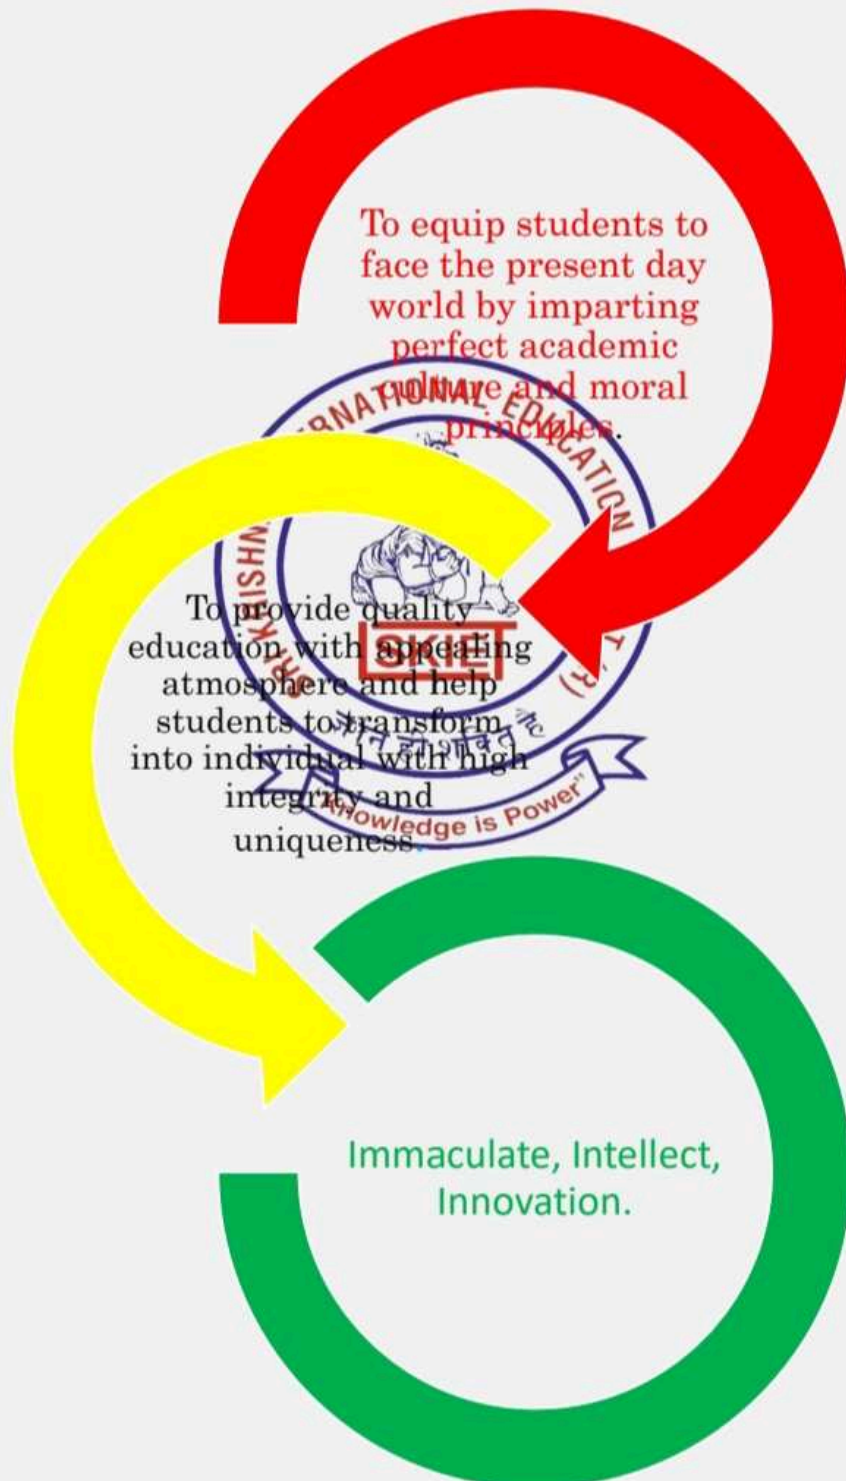 To equip students to
face the present day
world by imparting
perfect academic
culture and moral
principles.
To provide quality
education with appealing
atmosphere and help
students to transform
into individual with high
integrity and
uniqueness.
SKIET
"Knowledge is Power"
Immaculate, Intellect,
Innovation.